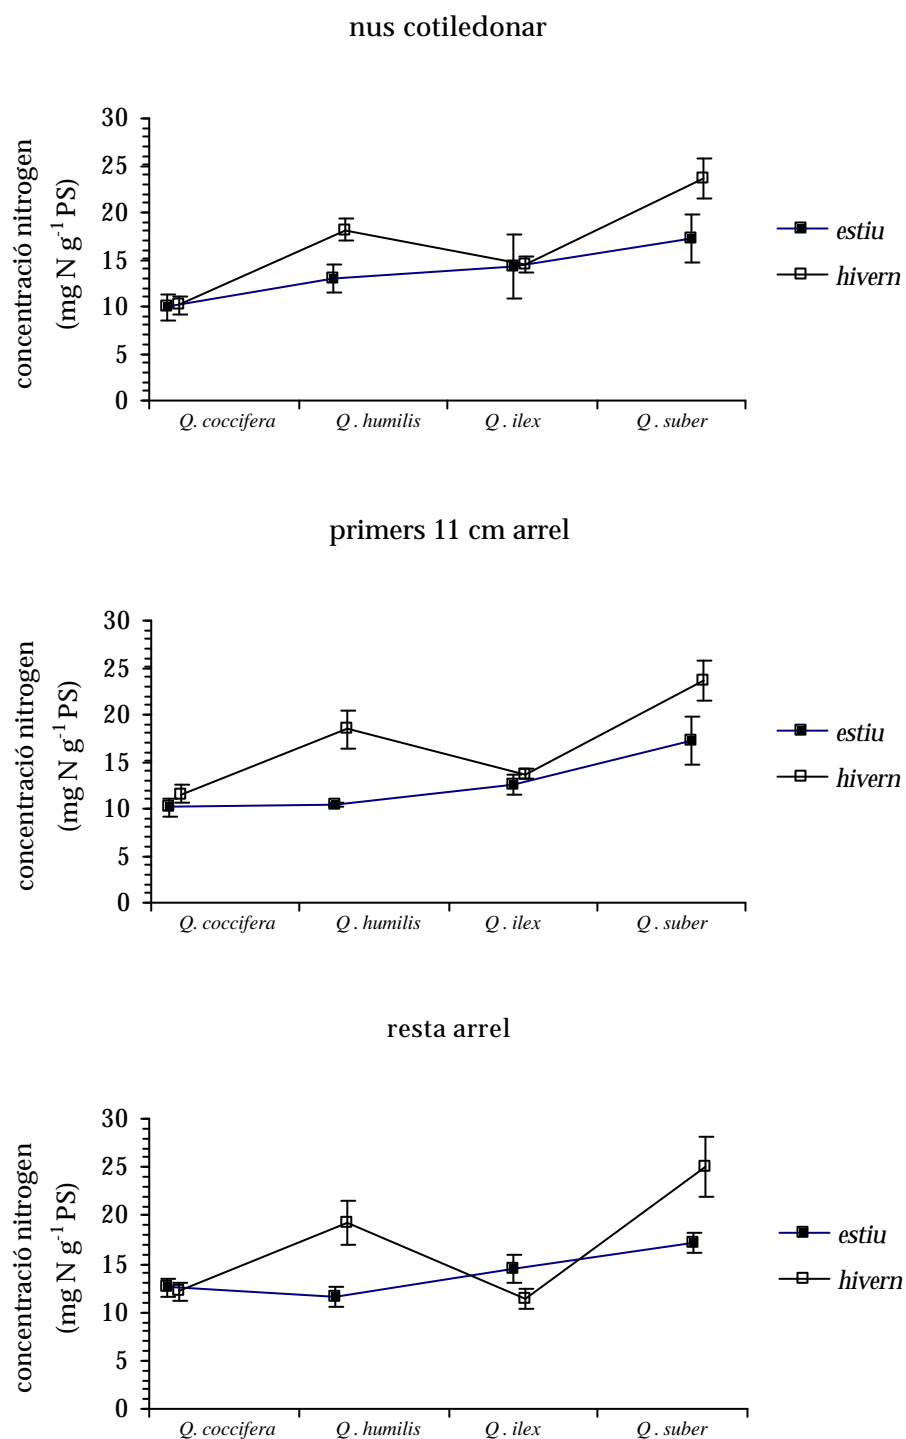 nus cotiledonar
concentració nitrogen
(mg N g-1 PS)
30
25
20
15
10
5
0
Q. coccifera Q. humilis Q. ilex Q. suber
estiu
hivern
primers 11 cm arrel
concentració nitrogen
(mg N g-1 PS)
30
25
20
15
10
5
0
Q. coccifera Q. humilis Q. ilex Q. suber
estiu
hivern
resta arrel
concentració nitrogen
(mg N g-1 PS)
30
25
20
15
10
5
0
Q. coccifera Q. humilis Q. ilex Q. suber
estiu
hivern